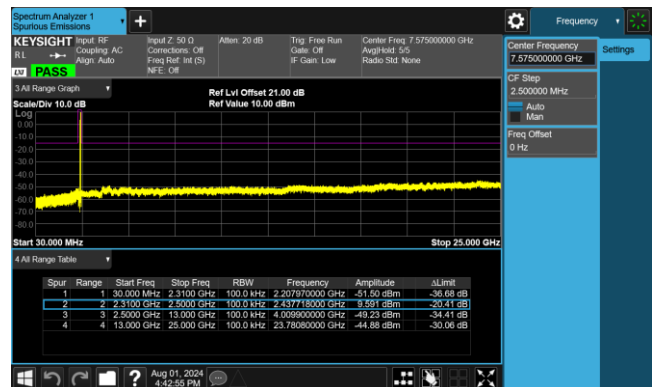 Spectrum Analyzer 1
Spurious Emissions
Frequency
KEYSIGHT
Input: RF
Input Z: 50 Ω
Atten: 20 dB
Trig: Free Run
Center Freq: 7.575000000 GHz
RL
Coupling: AC
Corrections: Off
Gate: Off
Avg|Hold: 5/5
Align: Auto
Freq Ref: Int (S)
IF Gain: Low
Radio Std: None
LXI
PASS
NFE: Off
Center Frequency
7.575000000 GHz
Settings
CF Step
2.500000 MHz
Auto
Man
Freq Offset
0 Hz
3 All Range Graph
Ref Lvl Offset 21.00 dB
Scale/Div 10.0 dB
Ref Value 10.00 dBm
Log
0.00
-10.0
-20.0
-30.0
-40.0
-50.0
-60.0
-70.0
-80.0
Start 30.000 MHz
Stop 25.000 GHz
4 All Range Table
Spur Range Start Freq Stop Freq RBW Frequency Amplitude ΔLimit
1 1 30.000 MHz 2.3100 GHz 100.0 kHz 2.207970000 GHz -51.50 dBm -36.68 dB
2 2 2.3100 GHz 2.5000 GHz 100.0 kHz 2.437718000 GHz 9.591 dBm -20.41 dB
3 3 2.5000 GHz 13.000 GHz 100.0 kHz 4.009900000 GHz -49.23 dBm -34.41 dB
4 4 13.000 GHz 25.000 GHz 100.0 kHz 23.78080000 GHz -44.88 dBm -30.06 dB
?
Aug 01, 2024
4:42:55 PM